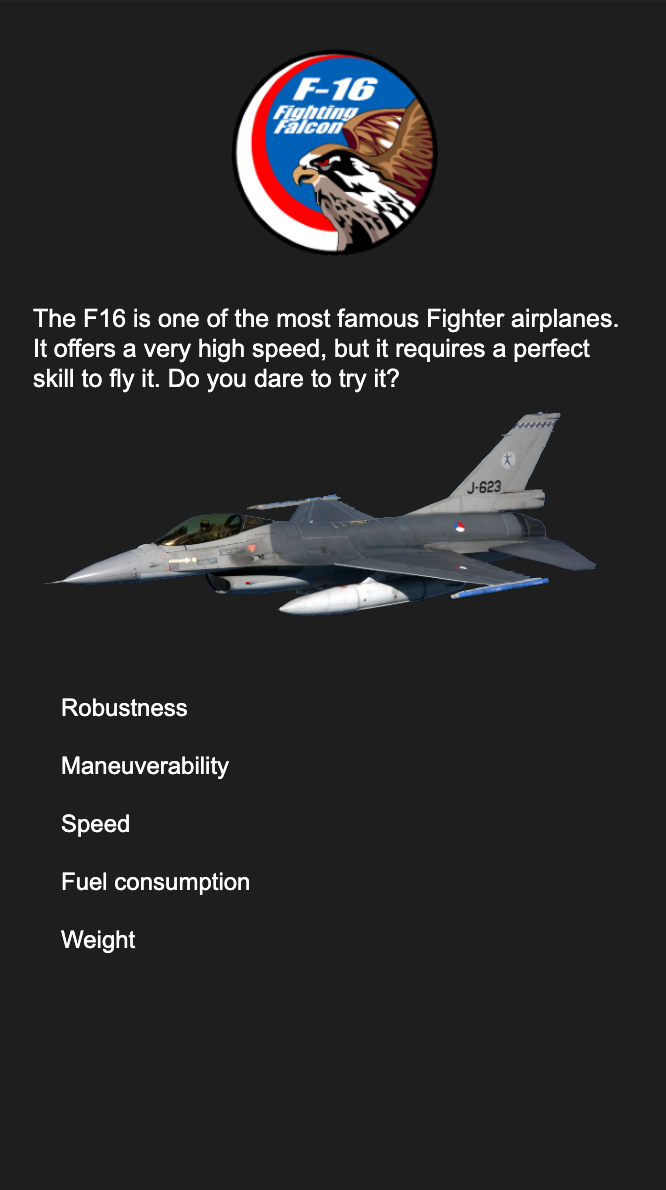 F-16
Fighting
Falcon
The F16 is one of the most famous Fighter airplanes.
It offers a very high speed, but it requires a perfect
skill to fly it. Do you dare to try it?
J-623
Robustness
Maneuverability
Speed
Fuel consumption
Weight